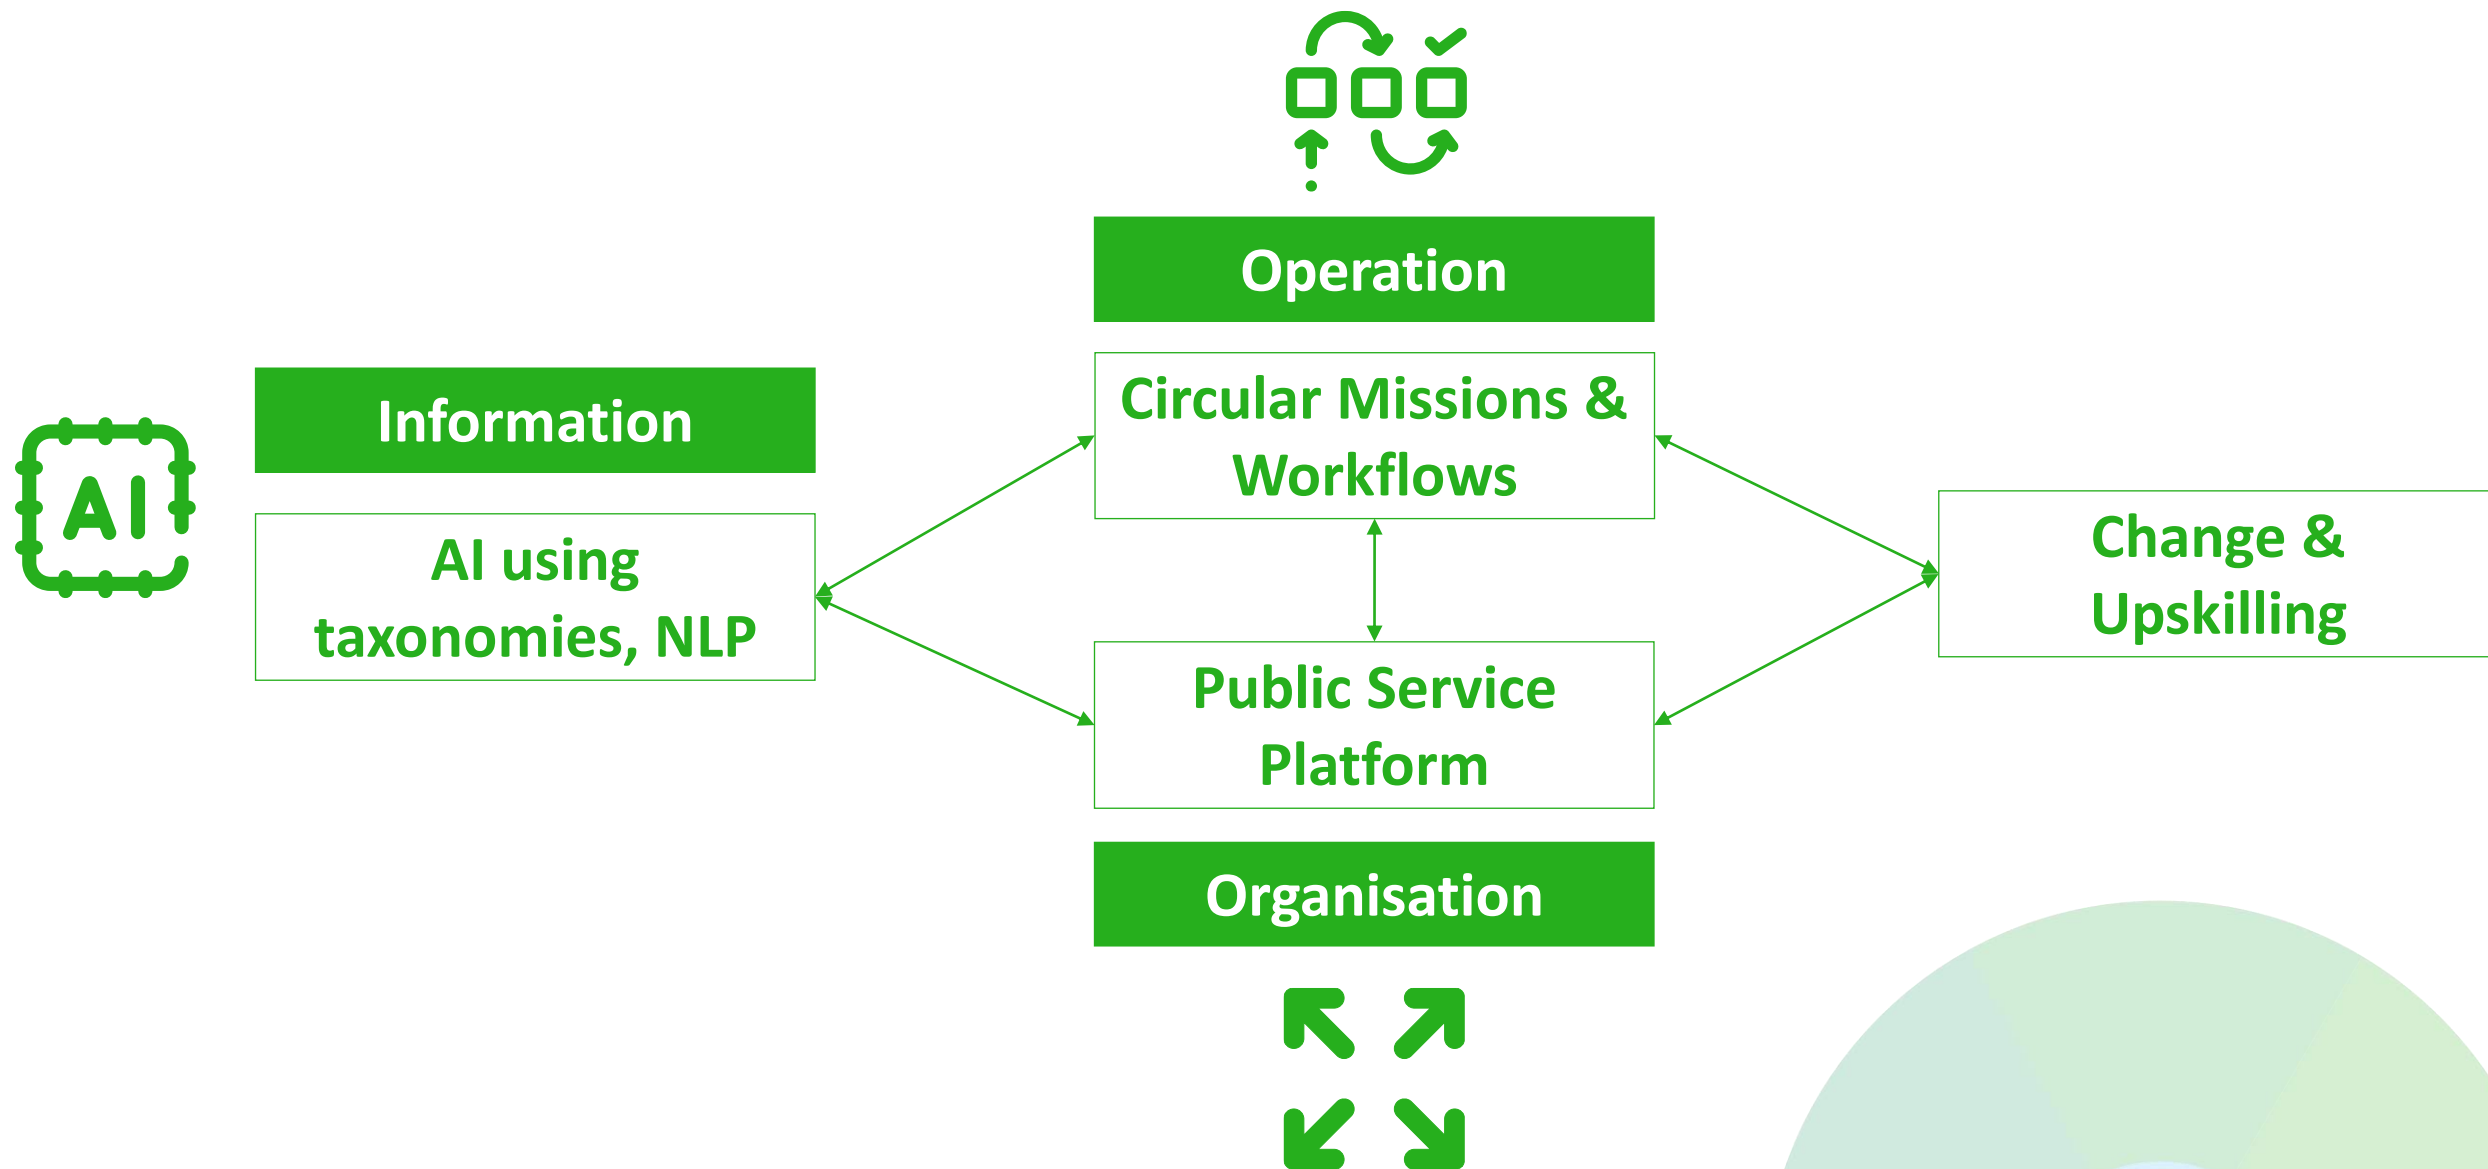 Operation
Circular Missions &
Workflows
Information
AI
AI using
taxonomies, NLP
Change &
Upskilling
Public Service
Platform
Organisation